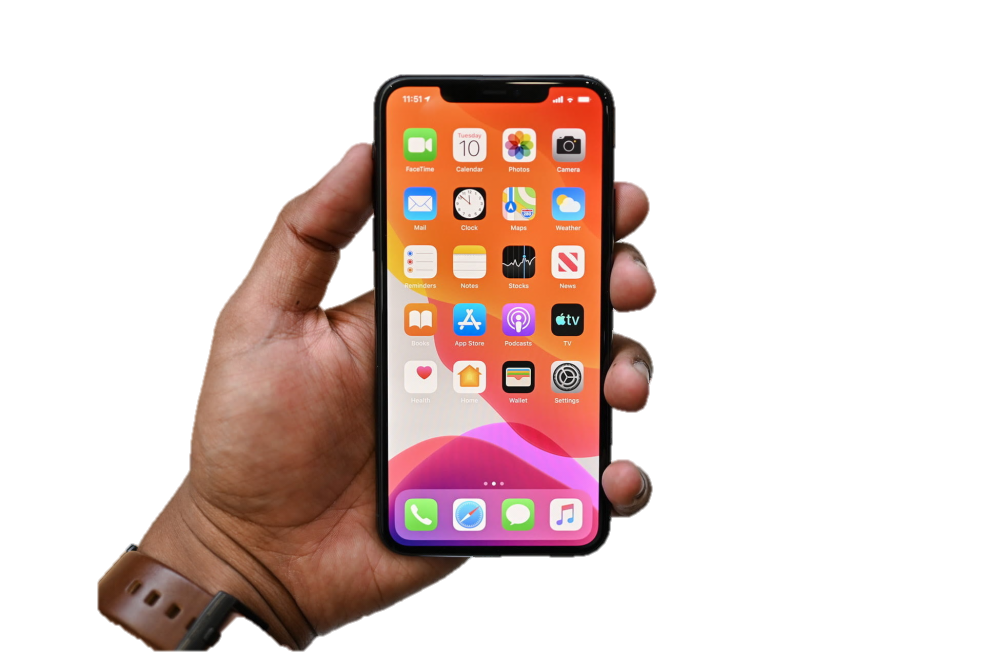 11:51
Tuesday
10
FaceTime Calendar Photos Camera
Mail Clock Maps Weather
Reminders Notes Stocks News
tv
Books App Store Podcasts TV
Health Home Wallet Settings